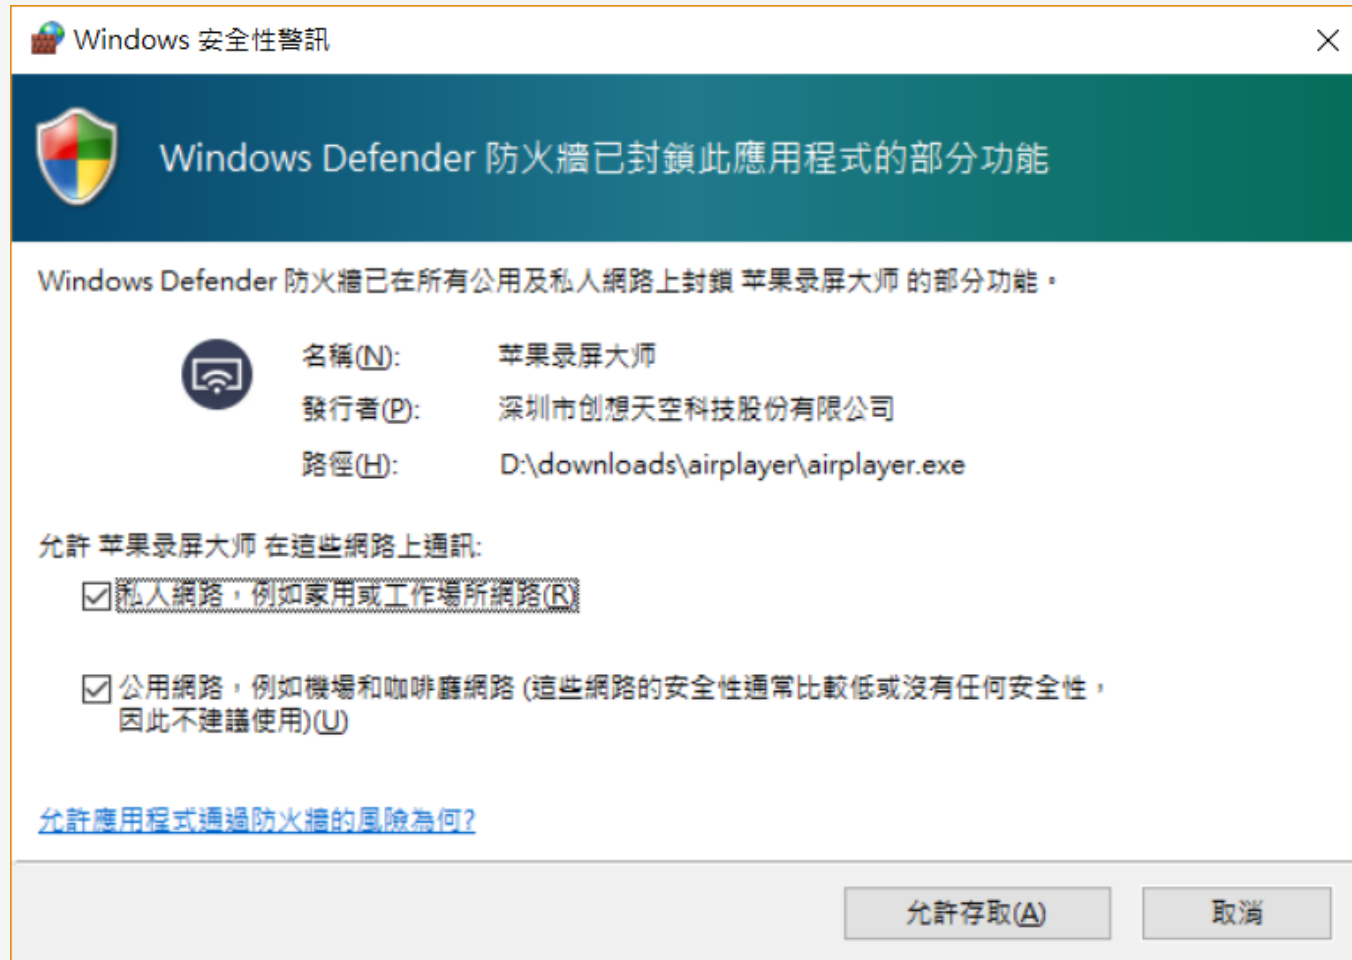 Windows 安全性警訊
Windows Defender 防火牆已封鎖此應用程式的部分功能
Windows Defender 防火牆已在所有公用及私人網路上封鎖 苹果录屏大师 的部分功能。
名稱(N): 苹果录屏大师
發行者(P): 深圳市创想天空科技股份有限公司
路徑(H): D:\downloads\airplayer\airplayer.exe
允許 苹果录屏大师 在這些網路上通訊:
私人網路，例如家用或工作場所網路(R)
公用網路，例如機場和咖啡廳網路 (這些網路的安全性通常比較低或沒有任何安全性，
因此不建議使用)(U)
允許應用程式通過防火牆的風險為何?
允許存取(A) 取消